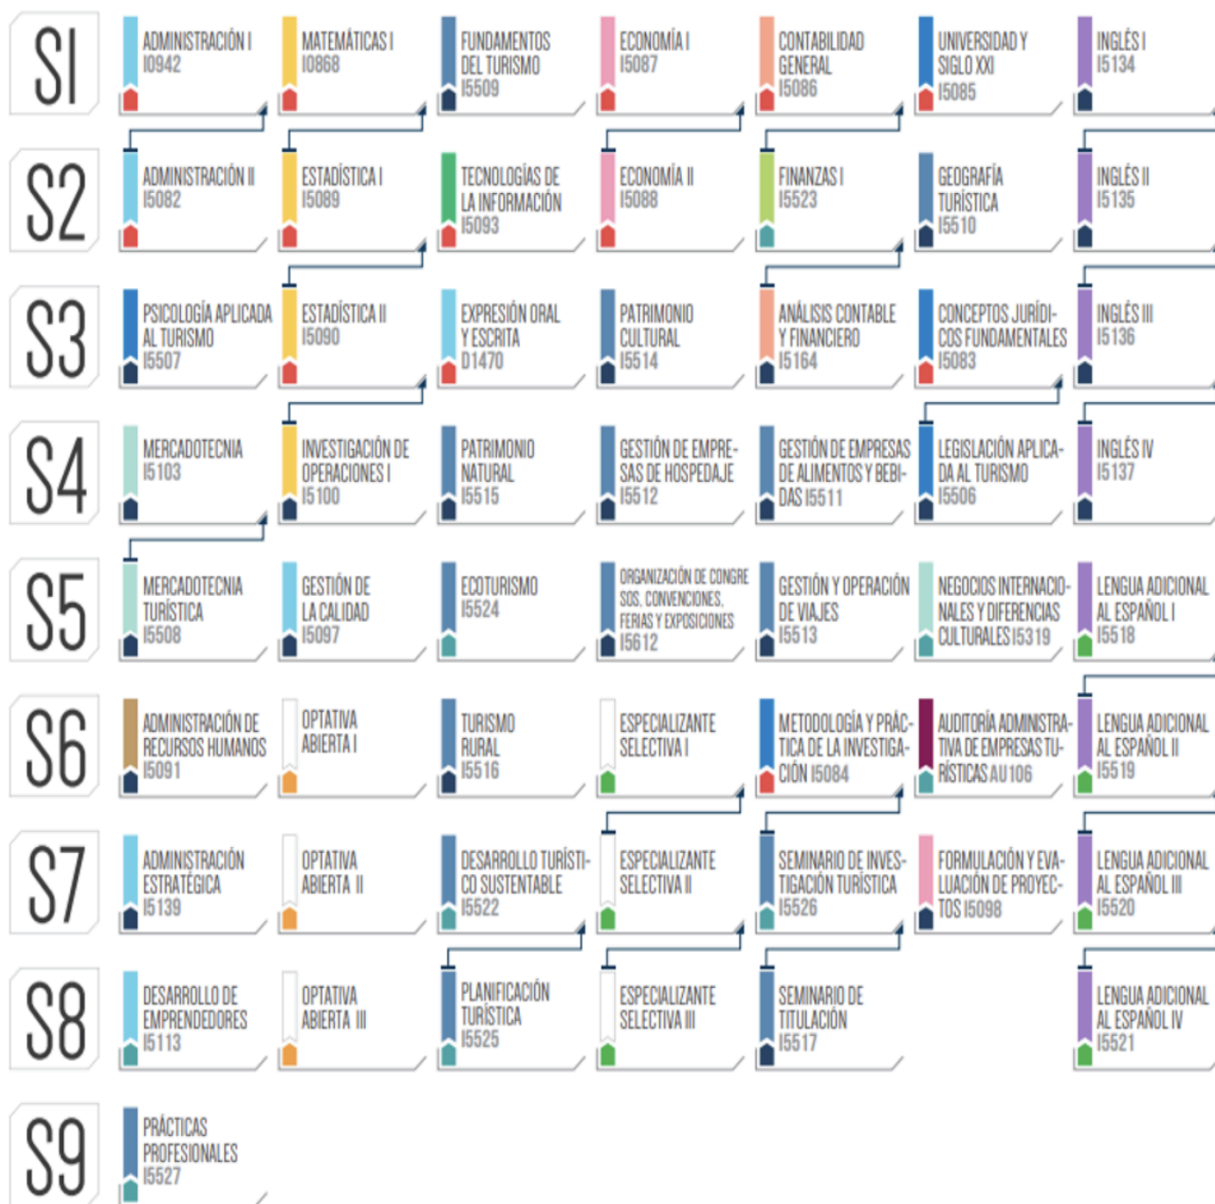 S1
ADMINISTRACIÓN I
I0942
MATEMÁTICAS I
I0868
FUNDAMENTOS
DEL TURISMO
I5509
ECONOMÍA I
I5087
CONTABILIDAD
GENERAL
I5086
UNIVERSIDAD Y
SIGLO XXI
I5085
INGLÉS I
I5134
S2
ADMINISTRACIÓN II
I5082
ESTADÍSTICA I
I5089
TECNOLOGÍAS DE
LA INFORMACIÓN
I5093
ECONOMÍA II
I5088
FINANZAS I
I5523
GEOGRAFÍA
TURÍSTICA
I5510
INGLÉS II
I5135
S3
PSICOLOGÍA APLICADA
AL TURISMO
I5507
ESTADÍSTICA II
I5090
EXPRESIÓN ORAL
Y ESCRITA
D1470
PATRIMONIO
CULTURAL
I5514
ANÁLISIS CONTABLE
Y FINANCIERO
I5164
CONCEPTOS JURÍDI-
COS FUNDAMENTALES
I5083
INGLÉS III
I5136
S4
MERCADOTECNIA
I5103
INVESTIGACIÓN DE
OPERACIONES I
I5100
PATRIMONIO
NATURAL
I5515
GESTIÓN DE EMPRE-
SAS DE HOSPEDAJE
I5512
GESTIÓN DE EMPRESAS
DE ALIMENTOS Y BEBI-
DAS I5511
LEGISLACIÓN APLICA-
DA AL TURISMO
I5506
INGLÉS IV
I5137
S5
MERCADOTECNIA
TURÍSTICA
I5508
GESTIÓN DE
LA CALIDAD
I5097
ECOTURISMO
I5524
ORGANIZACIÓN DE CONGRE
SOS, CONVENCIONES,
FERIAS Y EXPOSICIONES
I5612
GESTIÓN Y OPERACIÓN
DE VIAJES
I5513
NEGOCIOS INTERNACIO-
NALES Y DIFERENCIAS
CULTURALES I5319
LENGUA ADICIONAL
AL ESPAÑOL I
I5518
S6
ADMINISTRACIÓN DE
RECURSOS HUMANOS
I5091
OPTATIVA
ABIERTA I
TURISMO
RURAL
I5516
ESPECIALIZANTE
SELECTIVA I
METODOLOGÍA Y PRÁC-
TICA DE LA INVESTIGA-
CIÓN I5084
AUDITORÍA ADMINISTRA-
TIVA DE EMPRESAS TU-
RÍSTICAS AU106
LENGUA ADICIONAL
AL ESPAÑOL II
I5519
S7
ADMINISTRACIÓN
ESTRATÉGICA
I5139
OPTATIVA
ABIERTA II
DESARROLLO TURÍSTI-
CO SUSTENTABLE
I5522
ESPECIALIZANTE
SELECTIVA II
SEMINARIO DE INVES-
TIGACIÓN TURÍSTICA
I5526
FORMULACIÓN Y EVA-
LUACIÓN DE PROYEC-
TOS I5098
LENGUA ADICIONAL
AL ESPAÑOL III
I5520
S8
DESARROLLO DE
EMPRENDEDORES
I5113
OPTATIVA
ABIERTA III
PLANIFICACIÓN
TURÍSTICA
I5525
ESPECIALIZANTE
SELECTIVA III
SEMINARIO DE
TITULACIÓN
I5517
LENGUA ADICIONAL
AL ESPAÑOL IV
I5521
S9
PRÁCTICAS
PROFESIONALES
I5527